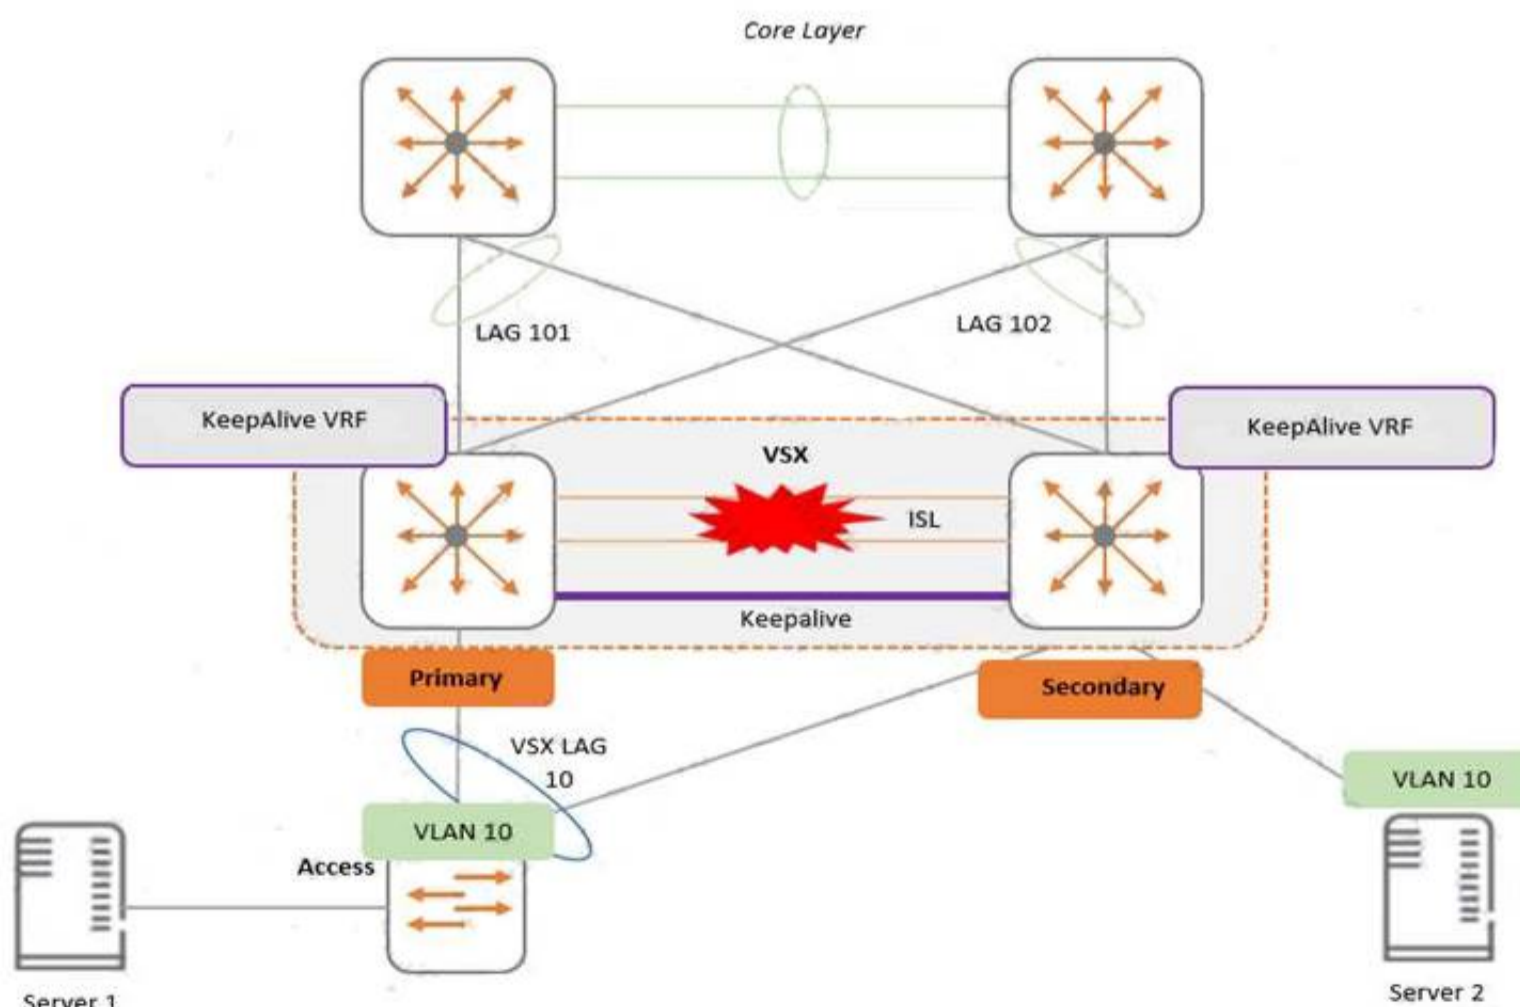 Core Layer
LAG 101
LAG 102
KeepAlive VRF
KeepAlive VRF
VSX
ISL
Keepalive
Primary
Secondary
VSX LAG
10
VLAN 10
VLAN 10
Access
Server 1
Server 2